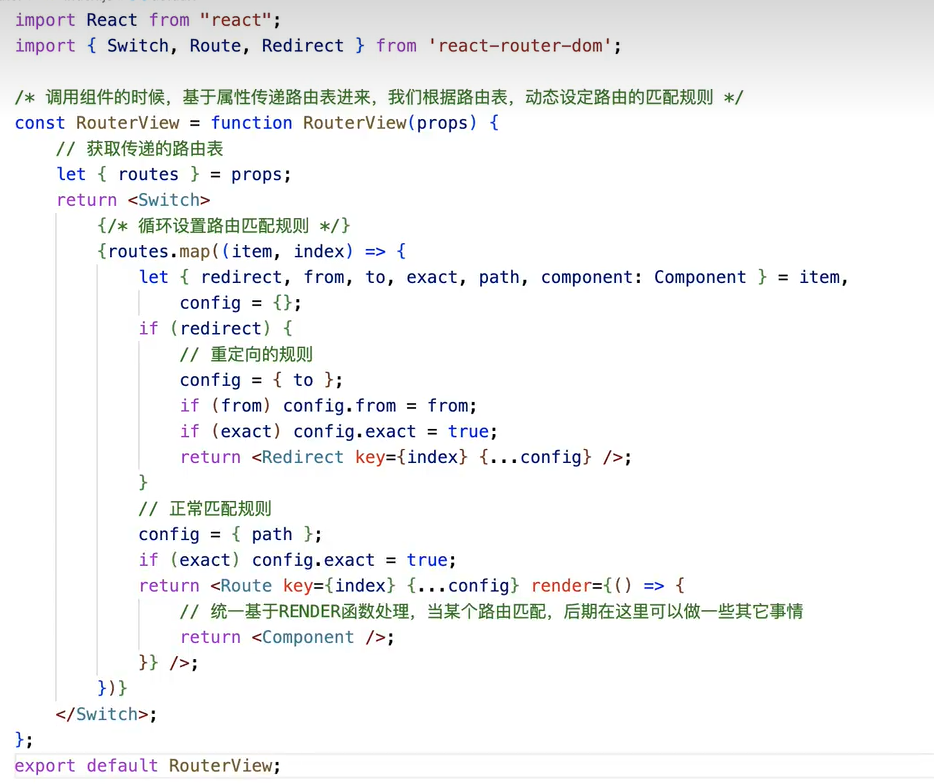 import React from "react";
import { Switch, Route, Redirect } from 'react-router-dom';

/* 调用组件的时候，基于属性传递路由表进来，我们根据路由表，动态设定路由的匹配规则 */
const RouterView = function RouterView(props) {
    // 获取传递的路由表
    let { routes } = props;
    return <Switch>
        {/* 循环设置路由匹配规则 */}
        {routes.map((item, index) => {
            let { redirect, from, to, exact, path, component: Component } = item,
                config = {};
            if (redirect) {
                // 重定向的规则
                config = { to };
                if (from) config.from = from;
                if (exact) config.exact = true;
                return <Redirect key={index} {...config} />;
            }
            // 正常匹配规则
            config = { path };
            if (exact) config.exact = true;
            return <Route key={index} {...config} render={() => {
                // 统一基于RENDER函数处理，当某个路由匹配，后期在这里可以做一些其它事情
                return <Component />;
            }} />;
        })}
    </Switch>;
};
export default RouterView;